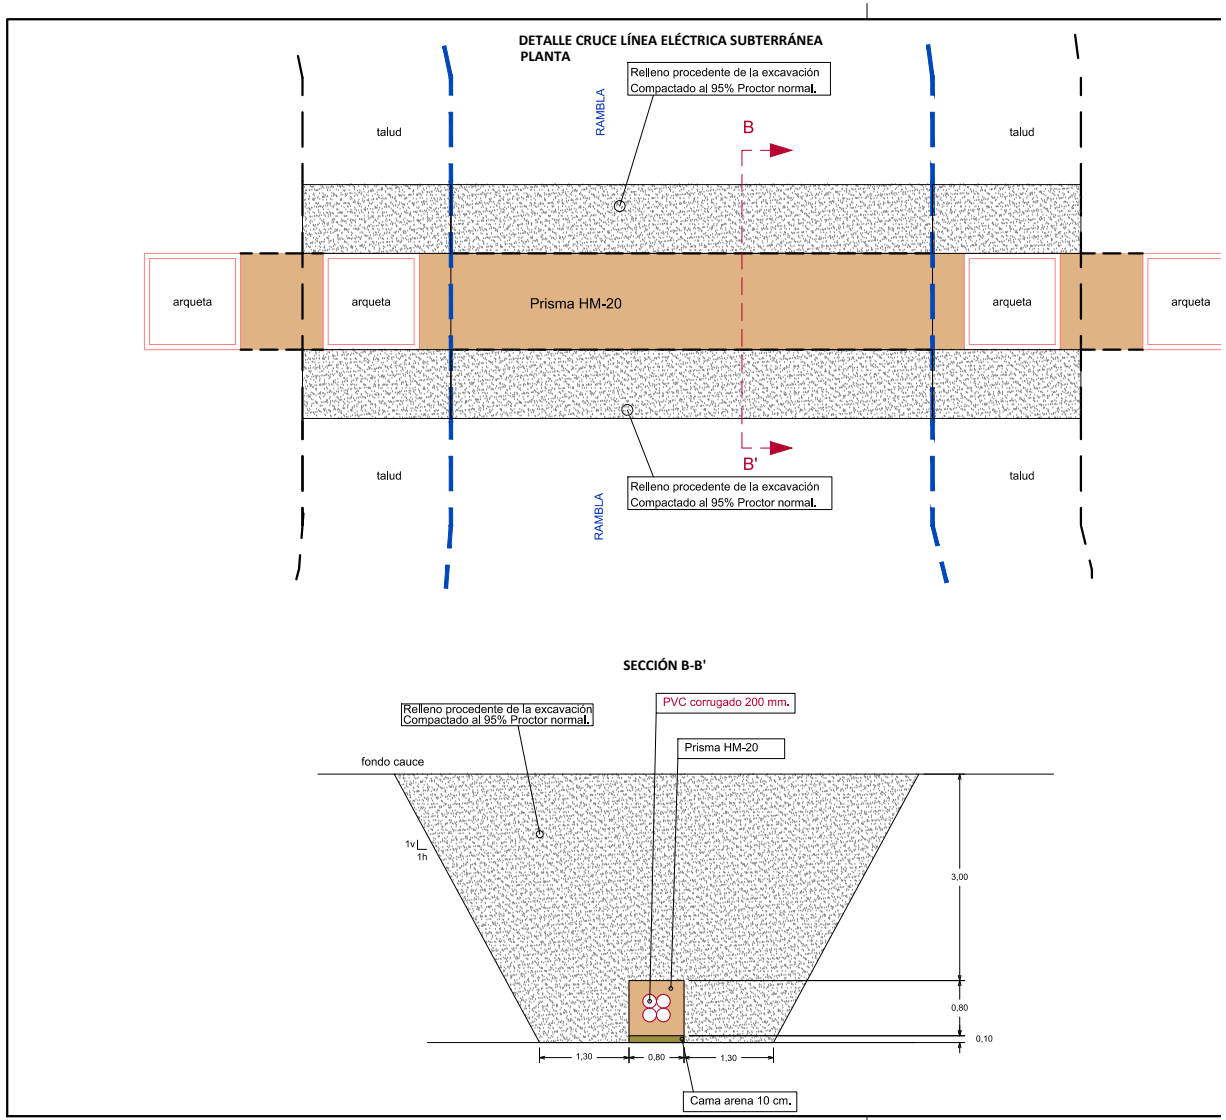 DETALLE CRUCE LÍNEA ELÉCTRICA SUBTERRÁNEA
PLANTA
Relleno procedente de la excavación
Compactado al 95% Proctor normal.
RAMBLA
talud
talud
B
arqueta
arqueta
Prisma HM-20
arqueta
arqueta
B'
talud
talud
Relleno procedente de la excavación
Compactado al 95% Proctor normal.
RAMBLA
SECCIÓN B-B'
Relleno procedente de la excavación
Compactado al 95% Proctor normal.
PVC corrugado 200 mm.
Prisma HM-20
fondo cauce
1v
1h
3,00
0,80
0,10
1,30
0,80
1,30
Cama arena 10 cm.